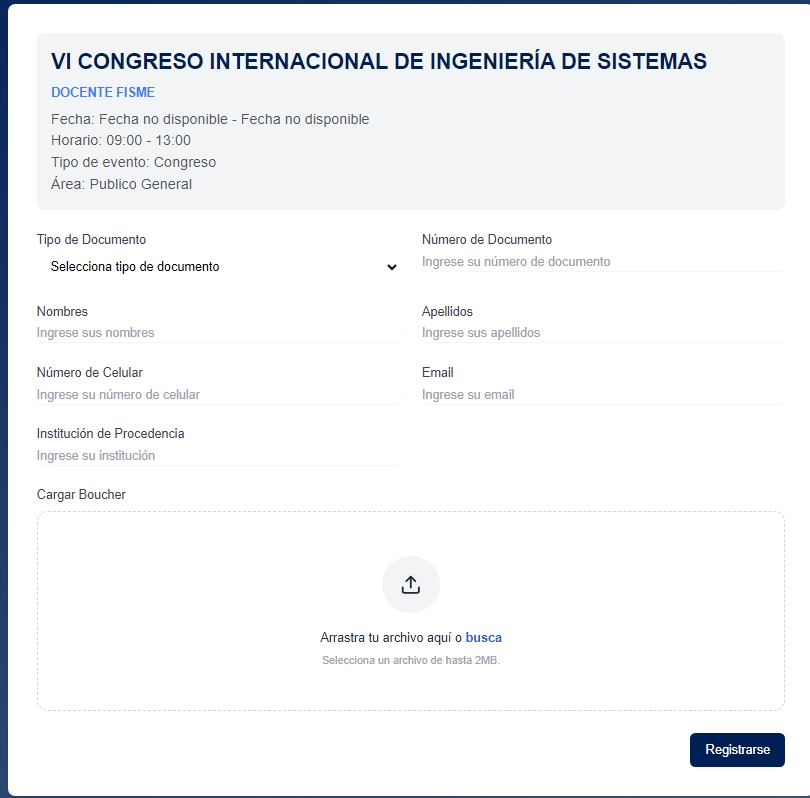 VI CONGRESO INTERNACIONAL DE INGENIERÍA DE SISTEMAS
DOCENTE FISME
Fecha: Fecha no disponible - Fecha no disponible
Horario: 09:00 - 13:00
Tipo de evento: Congreso
Área: Publico General
Tipo de Documento
Selecciona tipo de documento
Número de Documento
Ingrese su número de documento
Nombres
Ingrese sus nombres
Apellidos
Ingrese sus apellidos
Número de Celular
Ingrese su número de celular
Email
Ingrese su email
Institución de Procedencia
Ingrese su institución
Cargar Boucher
Arrastra tu archivo aquí o busca
Selecciona un archivo de hasta 2MB.
Registrarse